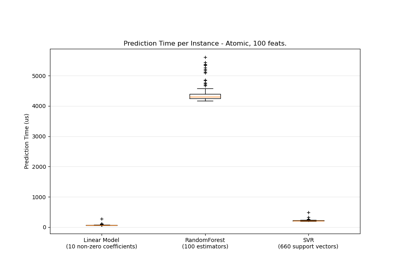 Prediction Time per Instance - Atomic, 100 feats.
Prediction Time (us)
5000
4000
3000
2000
1000
0
Linear Model
(10 non-zero coefficients)
RandomForest
(100 estimators)
SVR
(660 support vectors)